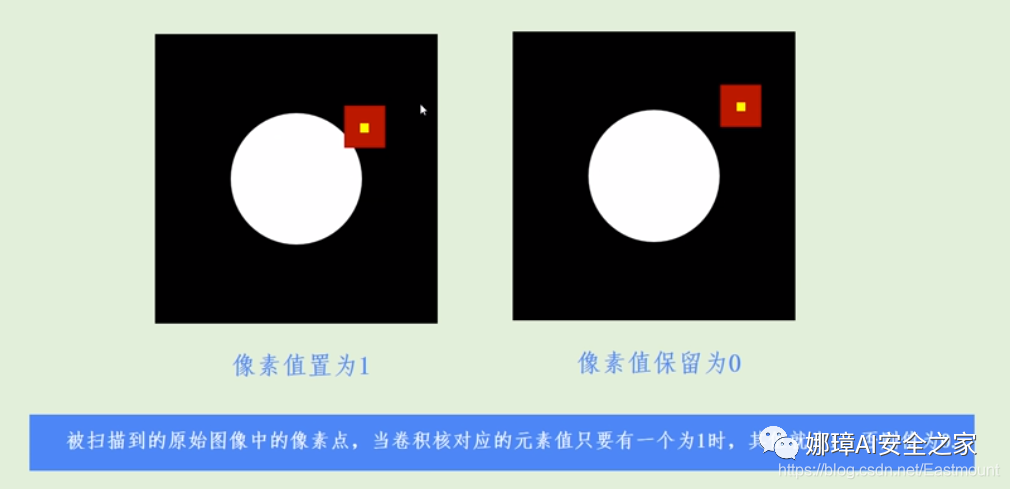 像素值置为1
像素值保留为0
被扫描到的原始图像中的像素点，当卷积核对应的元素值只要有一个为1时，其
娜璋AI安全之家
https://blog.csdn.net/Eastmount